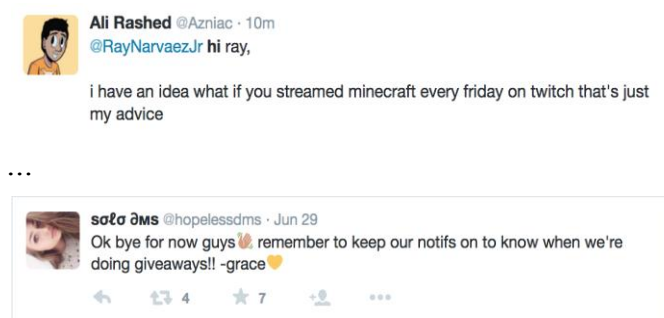 Ali Rashed @Azniac · 10m
@RayNarvaezJr hi ray,
i have an idea what if you streamed minecraft every friday on twitch that's just
my advice
...
sαłσ ∂мѕ @hopelessdms · Jun 29
Ok bye for now guys👋🏼 remember to keep our notifs on to know when we're
doing giveaways!! -grace💛
4 7